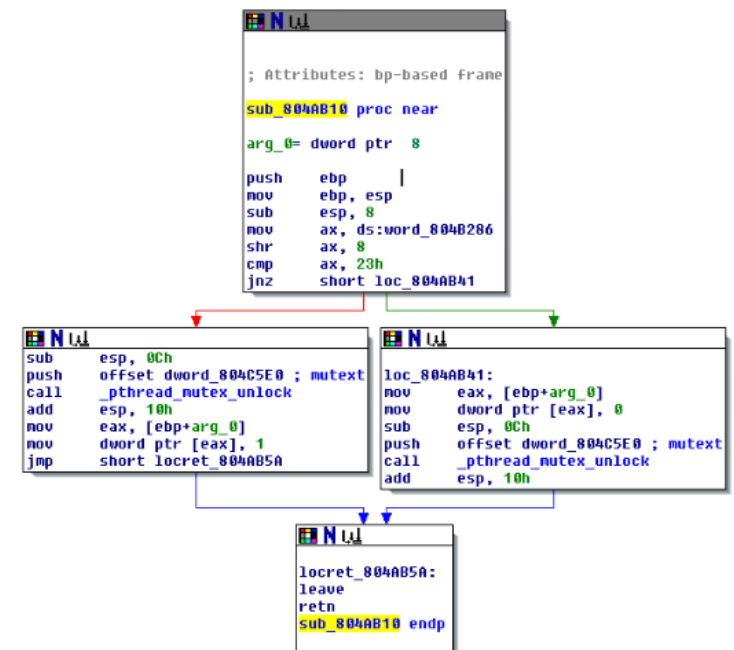 ; Attributes: bp-based frame
sub_804AB10 proc near
arg_0= dword ptr  8
push    ebp
mov     ebp, esp
sub     esp, 8
mov     ax, ds:word_804B286
shr     ax, 8
cmp     ax, 23h
jnz     short loc_804AB41
sub     esp, 0Ch
push    offset dword_804C5E0 ; mutext
call    _pthread_mutex_unlock
add     esp, 10h
mov     eax, [ebp+arg_0]
mov     dword ptr [eax], 1
jmp     short locret_804AB5A
loc_804AB41:
mov     eax, [ebp+arg_0]
mov     dword ptr [eax], 0
sub     esp, 0Ch
push    offset dword_804C5E0 ; mutext
call    _pthread_mutex_unlock
add     esp, 10h
locret_804AB5A:
leave
retn
sub_804AB10 endp